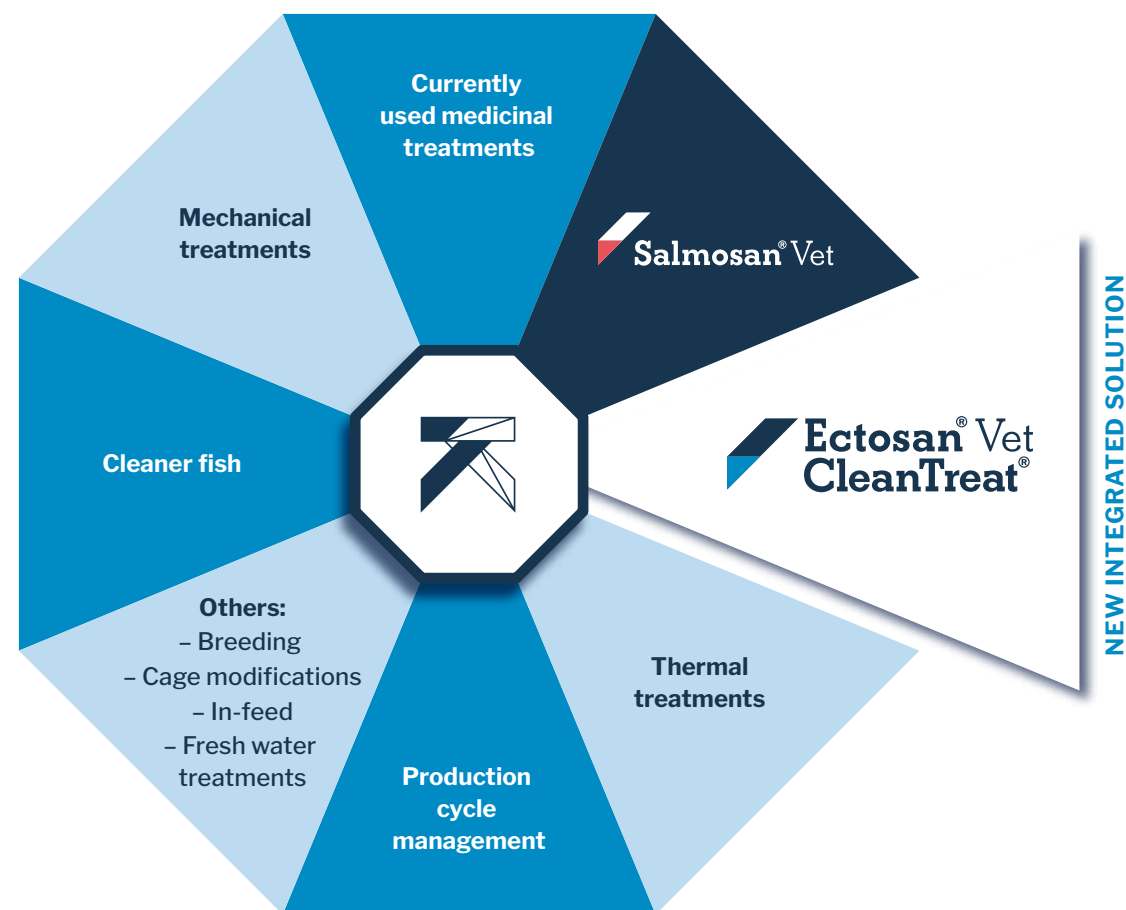 Currently
used medicinal
treatments
Salmosan® Vet
Ectosan® Vet
CleanTreat®
NEW INTEGRATED SOLUTION
Thermal
treatments
Production
cycle
management
Others:
– Breeding
– Cage modifications
– In-feed
– Fresh water
treatments
Cleaner fish
Mechanical
treatments